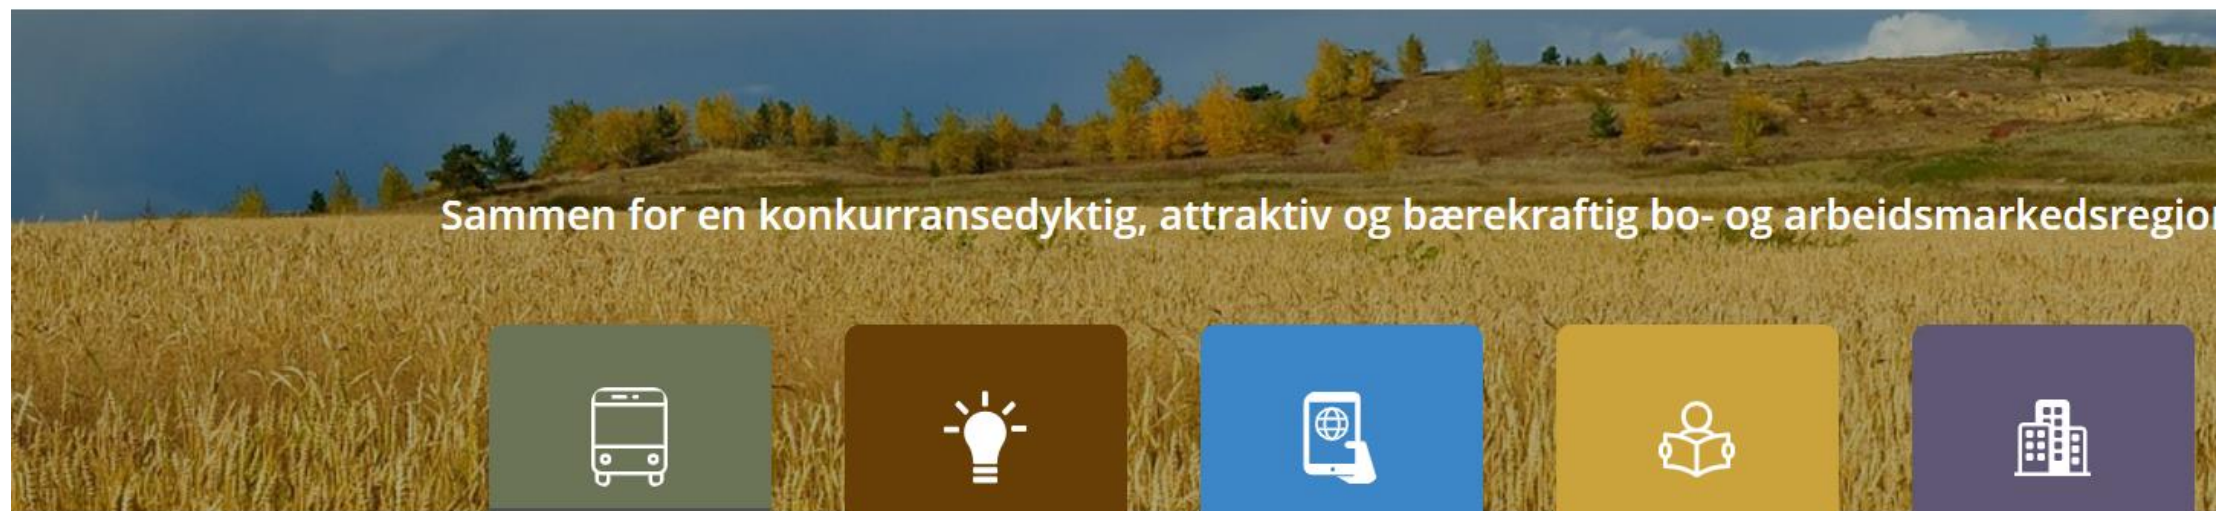 Sammen for en konkurransedyktig, attraktiv og bærekraftig bo- og arbeidsmarkedsregion